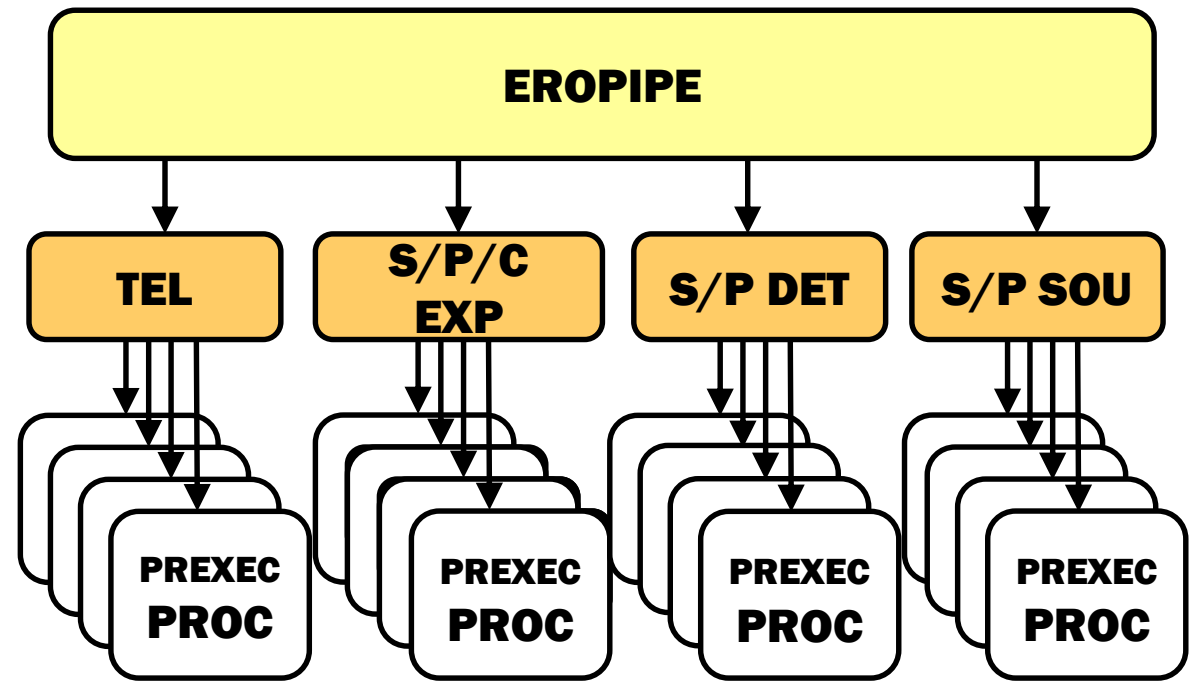 EROPIPE
TEL
S/P/C
EXP
S/P DET
S/P SOU
PREXEC
PROC
PREXEC
PROC
PREXEC
PROC
PREXEC
PROC